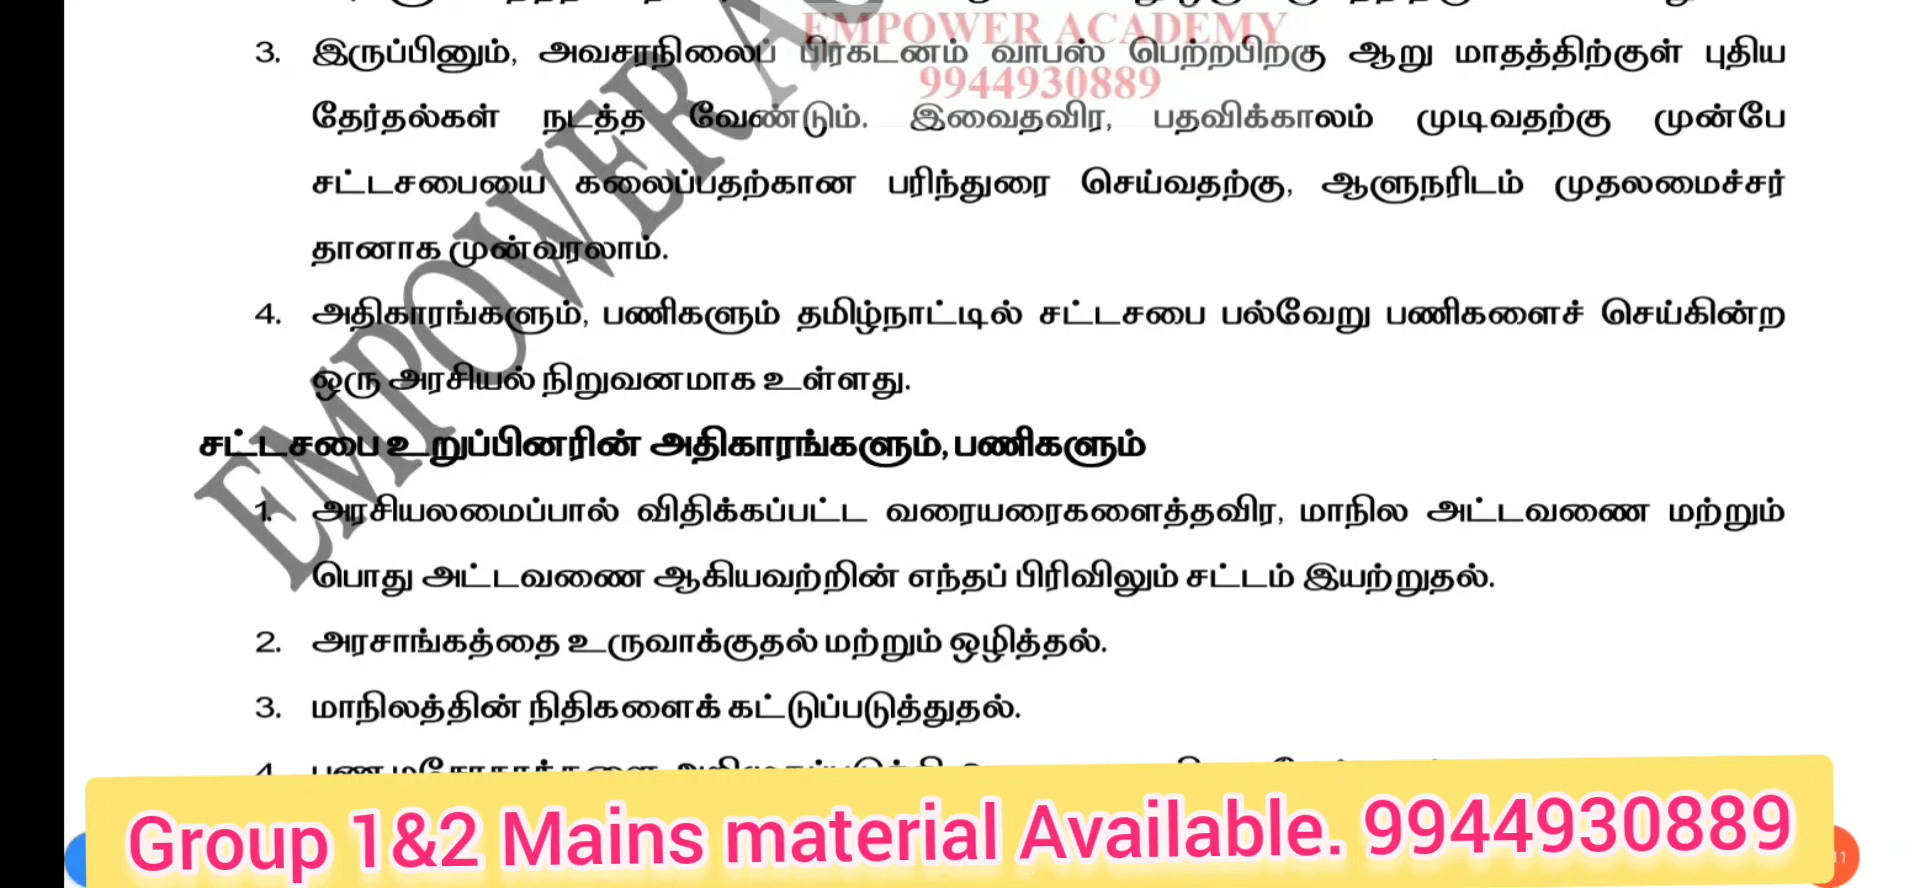 EMPOWER ACADEMY
3. இருப்பினும், அவசரநிலைப் பிரகடனம் வாபஸ் பெற்றபிறகு ஆறு மாதத்திற்குள் புதிய
9944930889
தேர்தல்கள் நடத்த வேண்டும். இவைதவிர, பதவிக்காலம் முடிவதற்கு முன்பே
சட்டசபையை கலைப்பதற்கான பரிந்துரை செய்வதற்கு, ஆளுநரிடம் முதலமைச்சர்
தானாக முன்வரலாம்.
EMPOWER A
4. அதிகாரங்களும், பணிகளும் தமிழ்நாட்டில் சட்டசபை பல்வேறு பணிகளைச் செய்கின்ற
ஒரு அரசியல் நிறுவனமாக உள்ளது.
சட்டசபை உறுப்பினரின் அதிகாரங்களும், பணிகளும்
1. அரசியலமைப்பால் விதிக்கப்பட்ட வரையரைகளைத்தவிர, மாநில அட்டவணை மற்றும்
பொது அட்டவணை ஆகியவற்றின் எந்தப் பிரிவிலும் சட்டம் இயற்றுதல்.
2. அரசாங்கத்தை உருவாக்குதல் மற்றும் ஒழித்தல்.
3. மாநிலத்தின் நிதிகளைக் கட்டுப்படுத்துதல்.
Group 1&2 Mains material Available. 9944930889